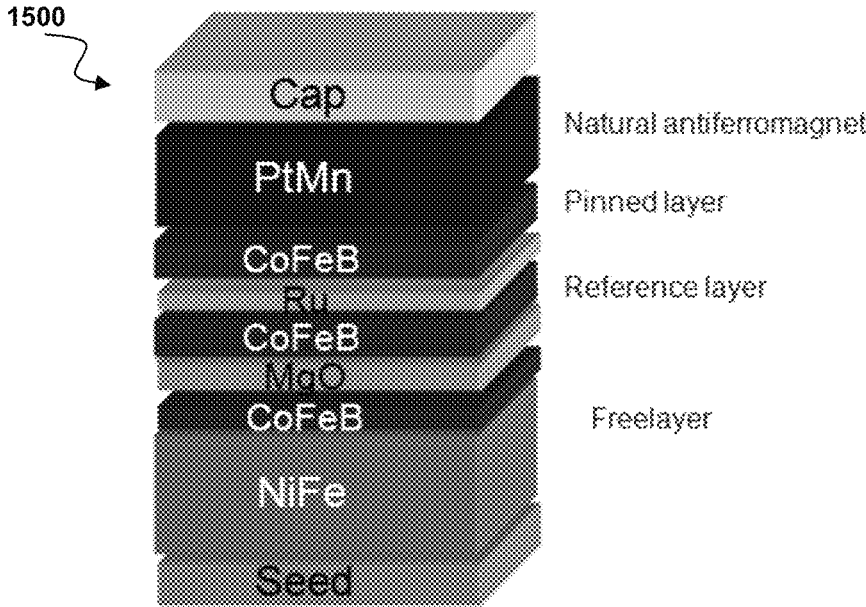 1500
Cap
Natural antiferromagnet
PtMn
Pinned layer
CoFeB
Ru
Reference layer
CoFeB
MgO
CoFeB
Freelayer
NiFe
Seed